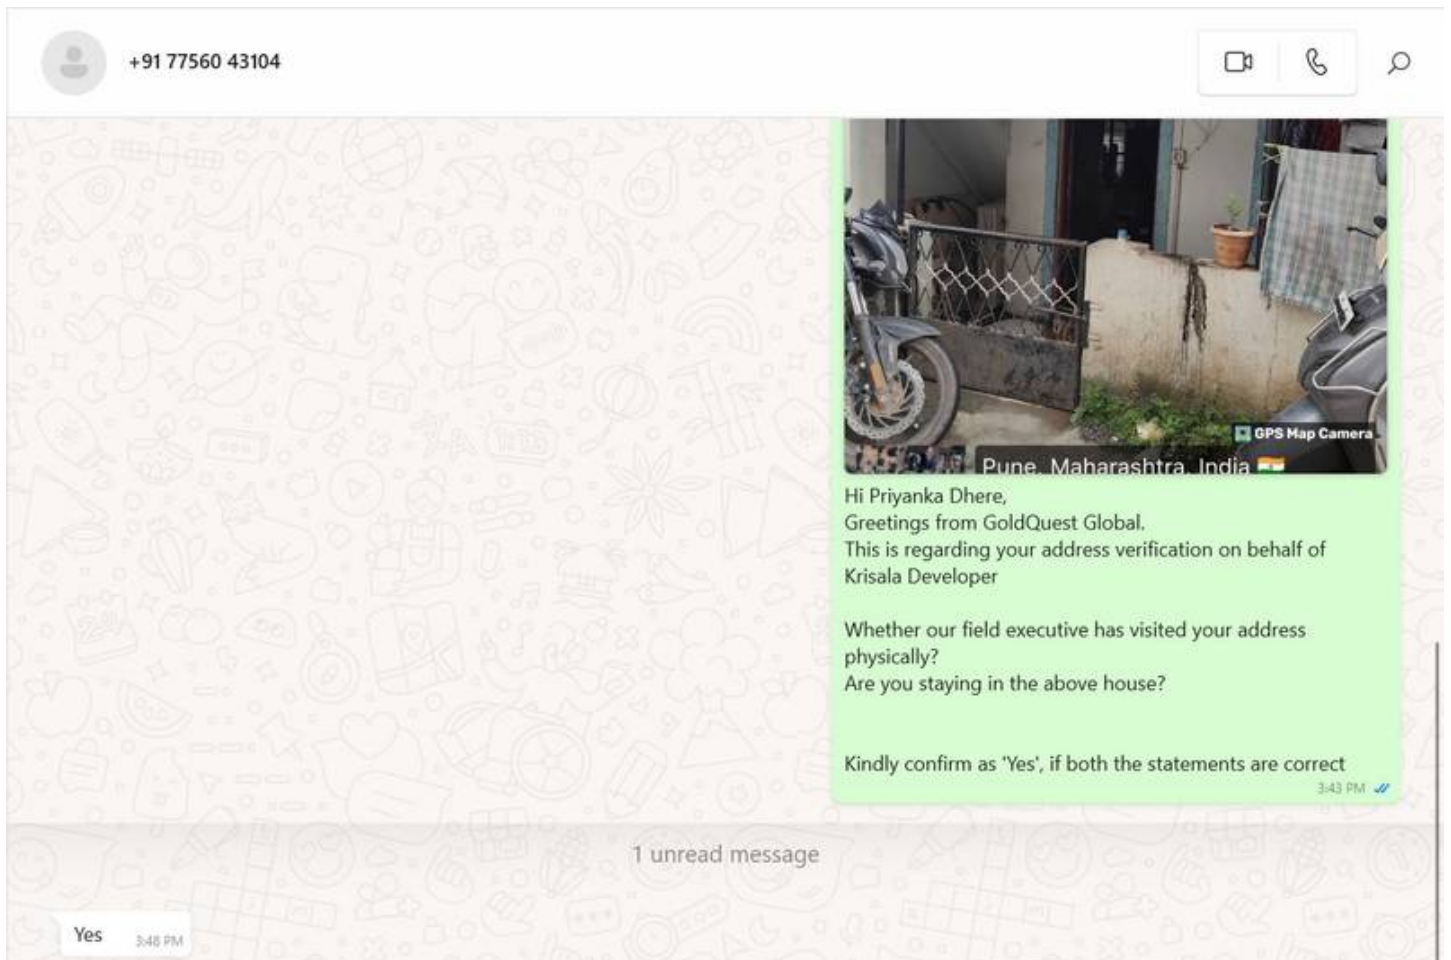 +91 77560 43104
GPS Map Camera
Pune, Maharashtra, India
Hi Priyanka Dhere,
Greetings from GoldQuest Global.
This is regarding your address verification on behalf of
Krisala Developer
Whether our field executive has visited your address
physically?
Are you staying in the above house?
Kindly confirm as 'Yes', if both the statements are correct
3:43 PM
1 unread message
Yes 3:48 PM